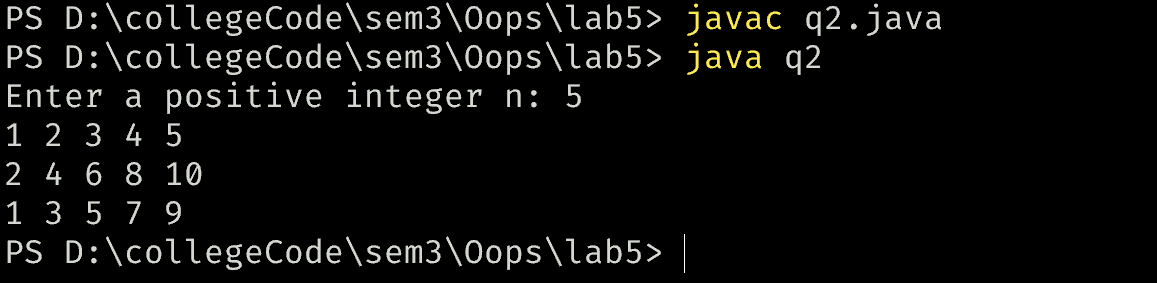 PS D:\collegeCode\sem3\Oops\lab5> javac q2.java
PS D:\collegeCode\sem3\Oops\lab5> java q2
Enter a positive integer n: 5
1 2 3 4 5
2 4 6 8 10
1 3 5 7 9
PS D:\collegeCode\sem3\Oops\lab5>